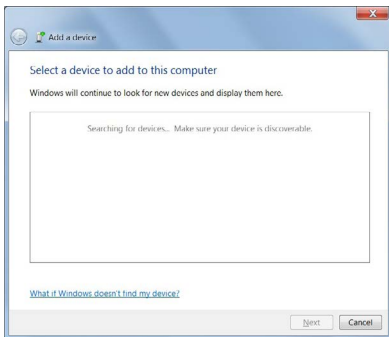 Add a device
Select a device to add to this computer
Windows will continue to look for new devices and display them here.
Searching for devices... Make sure your device is discoverable.
What if Windows doesn't find my device?
Next Cancel